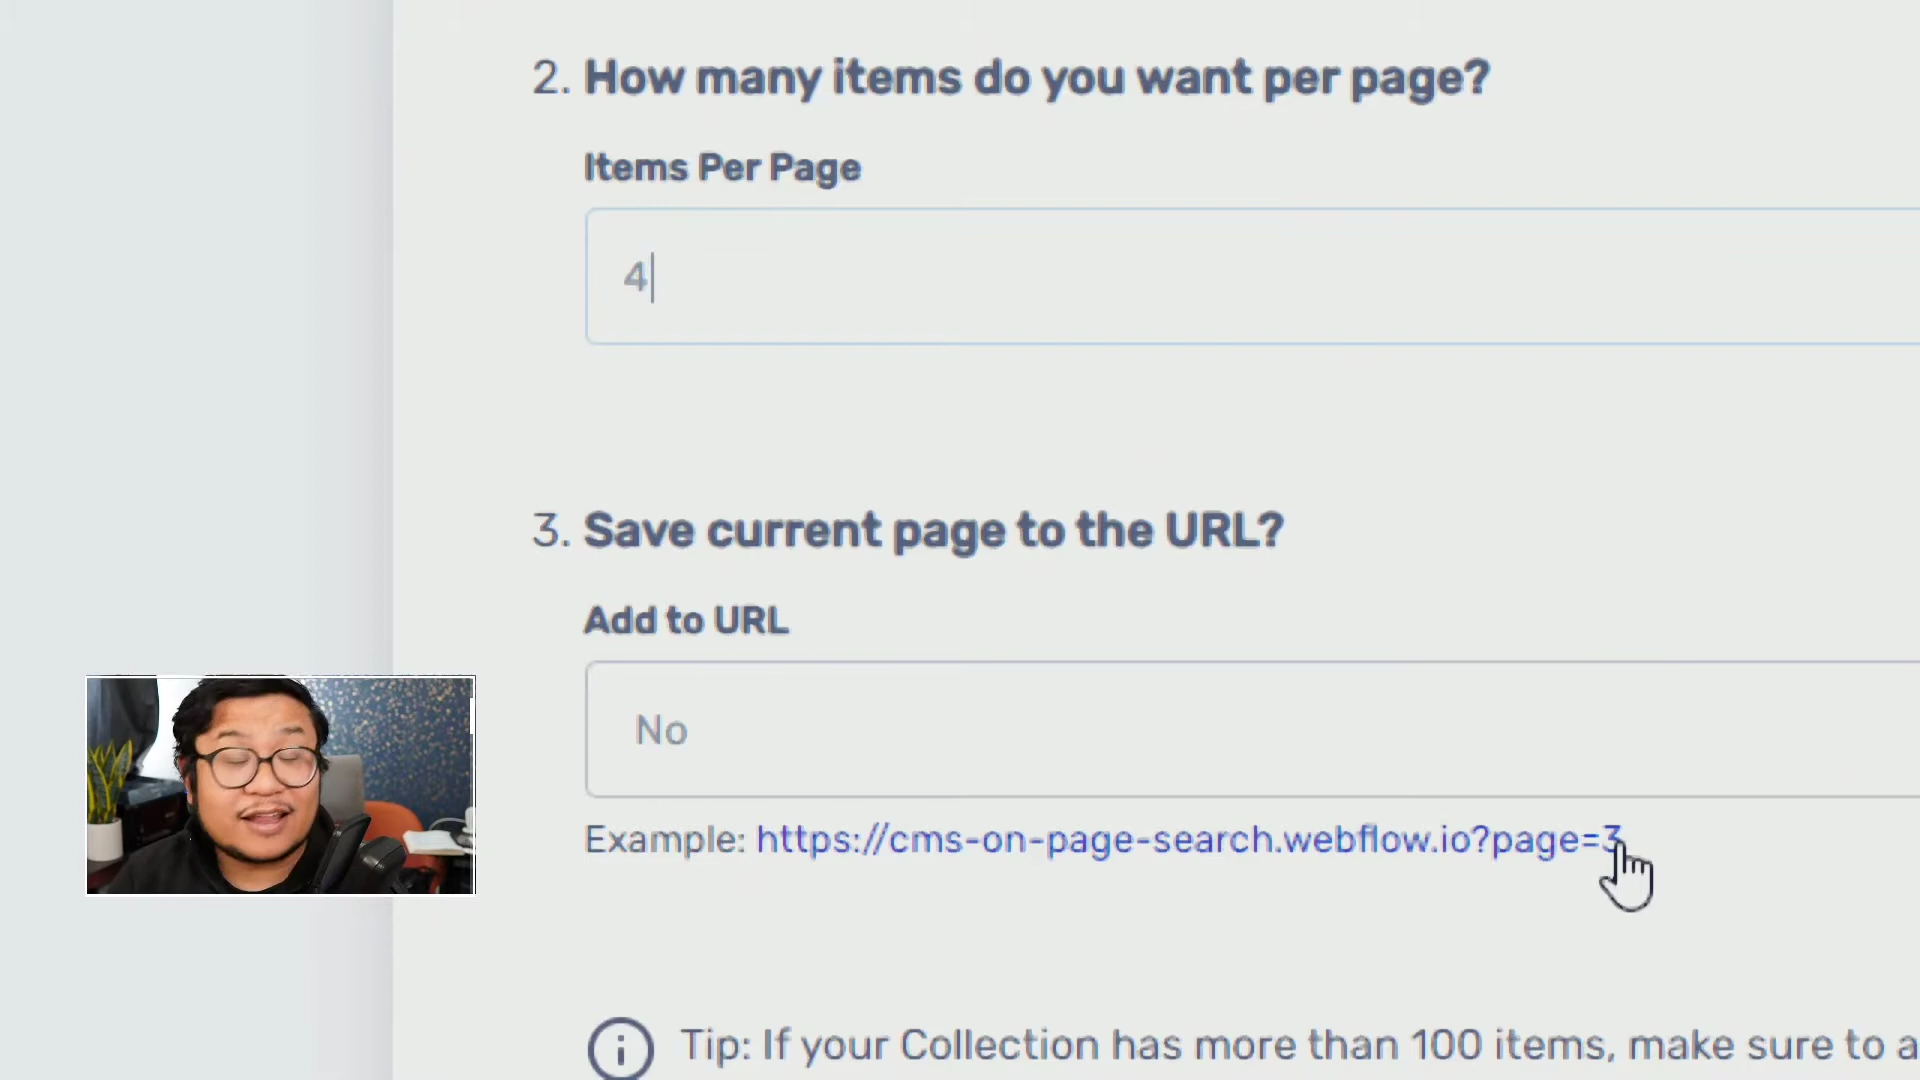 2. How many items do you want per page?
Items Per Page
4
3. Save current page to the URL?
Add to URL
No
Example: https://cms-on-page-search.webflow.io?page=3
Tip: If your Collection has more than 100 items, make sure to a